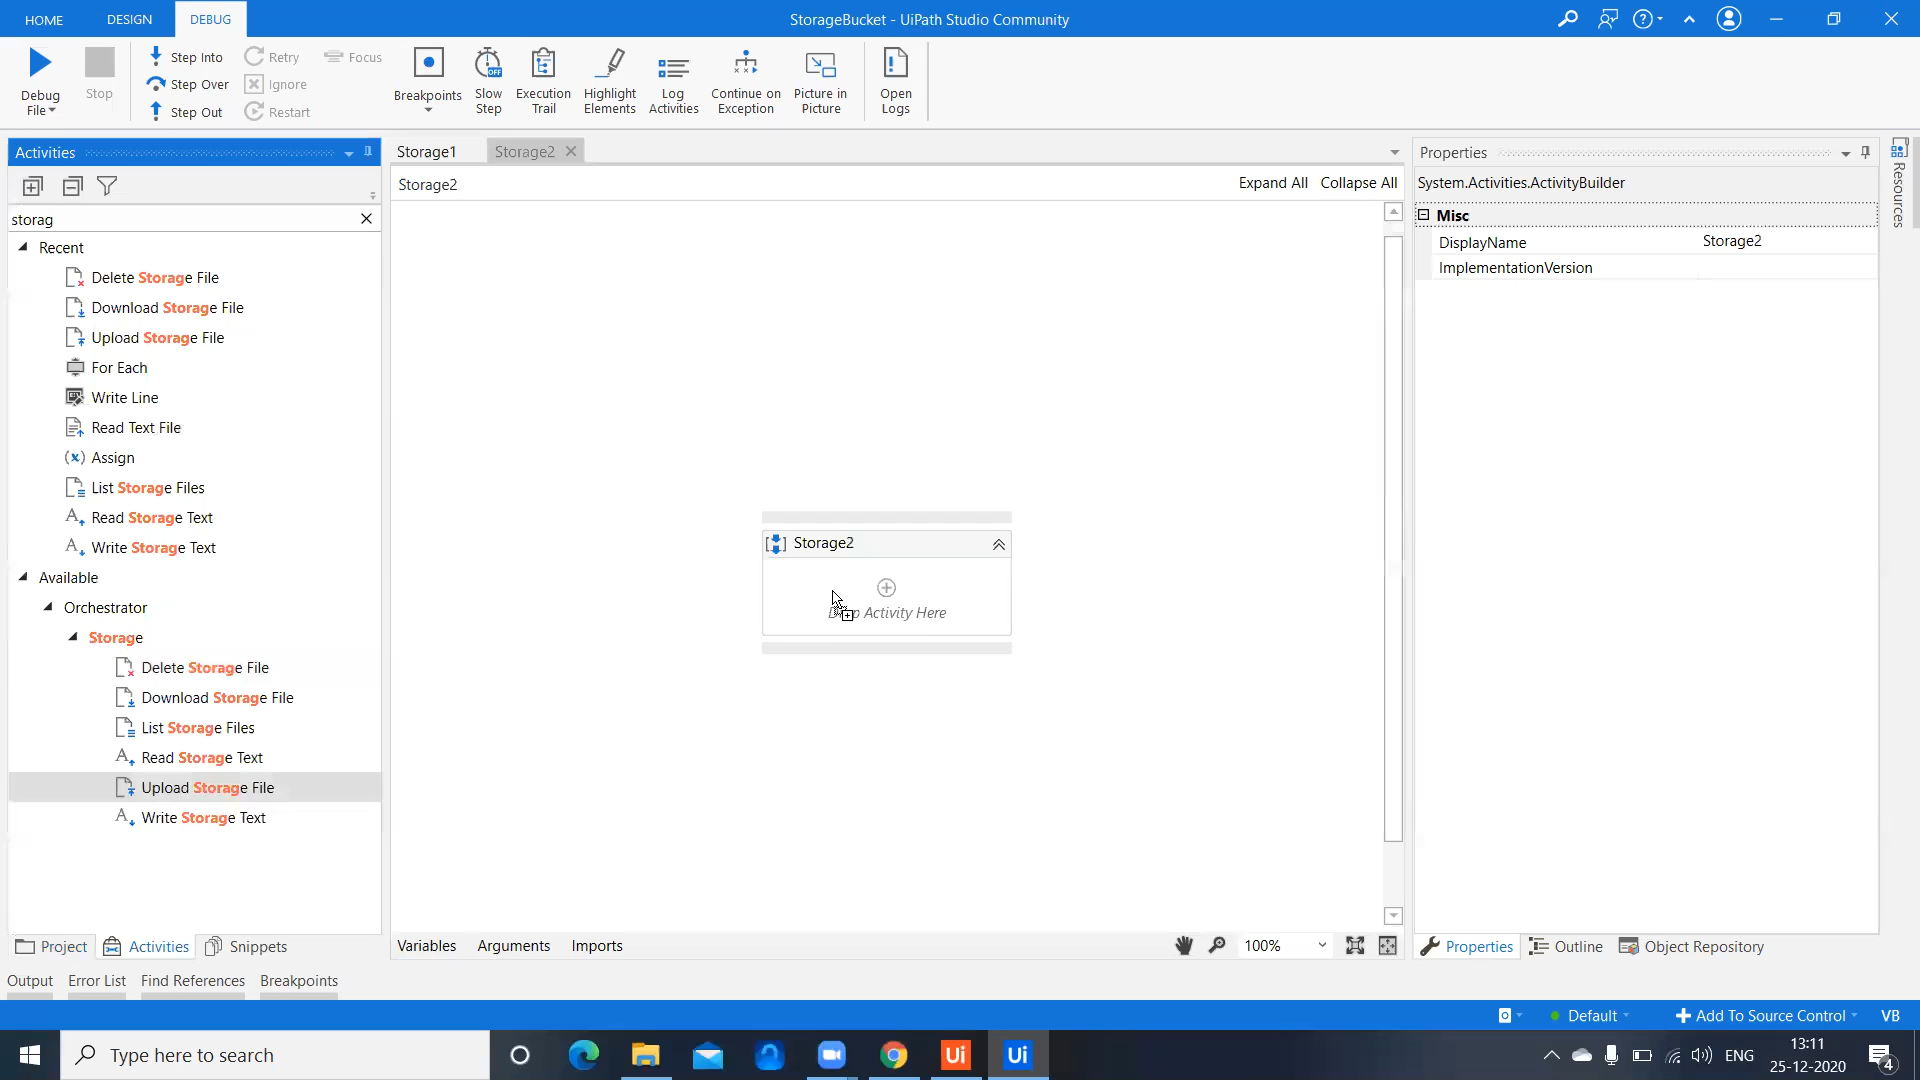 HOME DESIGN DEBUG
StorageBucket - UiPath Studio Community
Debug File
Stop
Step Into
Step Over
Step Out
Retry
Ignore
Restart
Focus
Breakpoints
Slow Step
OFF
Execution Trail
Highlight Elements
Log Activities
Continue on Exception
Picture in Picture
Open Logs
Activities
storag
Recent
Delete Storage File
Download Storage File
Upload Storage File
For Each
Write Line
Read Text File
Assign
List Storage Files
Read Storage Text
Write Storage Text
Available
Orchestrator
Storage
Delete Storage File
Download Storage File
List Storage Files
Read Storage Text
Upload Storage File
Write Storage Text
Project Activities Snippets
Storage1 Storage2
Storage2 Expand All Collapse All
Storage2
Activity Here
Variables Arguments Imports 100%
Properties
System.Activities.ActivityBuilder
Misc
DisplayName Storage2
ImplementationVersion
Resources
Properties Outline Object Repository
Output Error List Find References Breakpoints
Default Add To Source Control VB
Type here to search
Ui Ui
ENG
13:11
25-12-2020
4